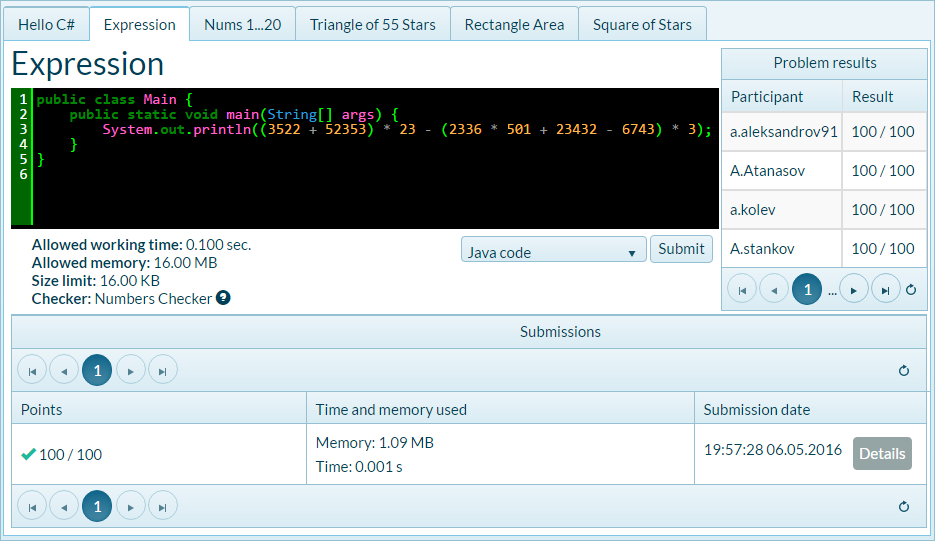 Hello C#
Expression
Nums 1...20
Triangle of 55 Stars
Rectangle Area
Square of Stars
Expression
1 public class Main {
2     public static void main(String[] args) {
3         System.out.println((3522 + 52353) * 23 - (2336 * 501 + 23432 - 6743) * 3);
4     }
5 }
6
Allowed working time: 0.100 sec.
Allowed memory: 16.00 MB
Size limit: 16.00 KB
Checker: Numbers Checker ?
Java code
Submit
Problem results
Participant Result
a.aleksandrov91 100 / 100
A.Atanasov 100 / 100
a.kolev 100 / 100
A.stankov 100 / 100
1 ...
Submissions
1
Points Time and memory used Submission date
100 / 100
Memory: 1.09 MB
Time: 0.001 s
19:57:28 06.05.2016
Details
1